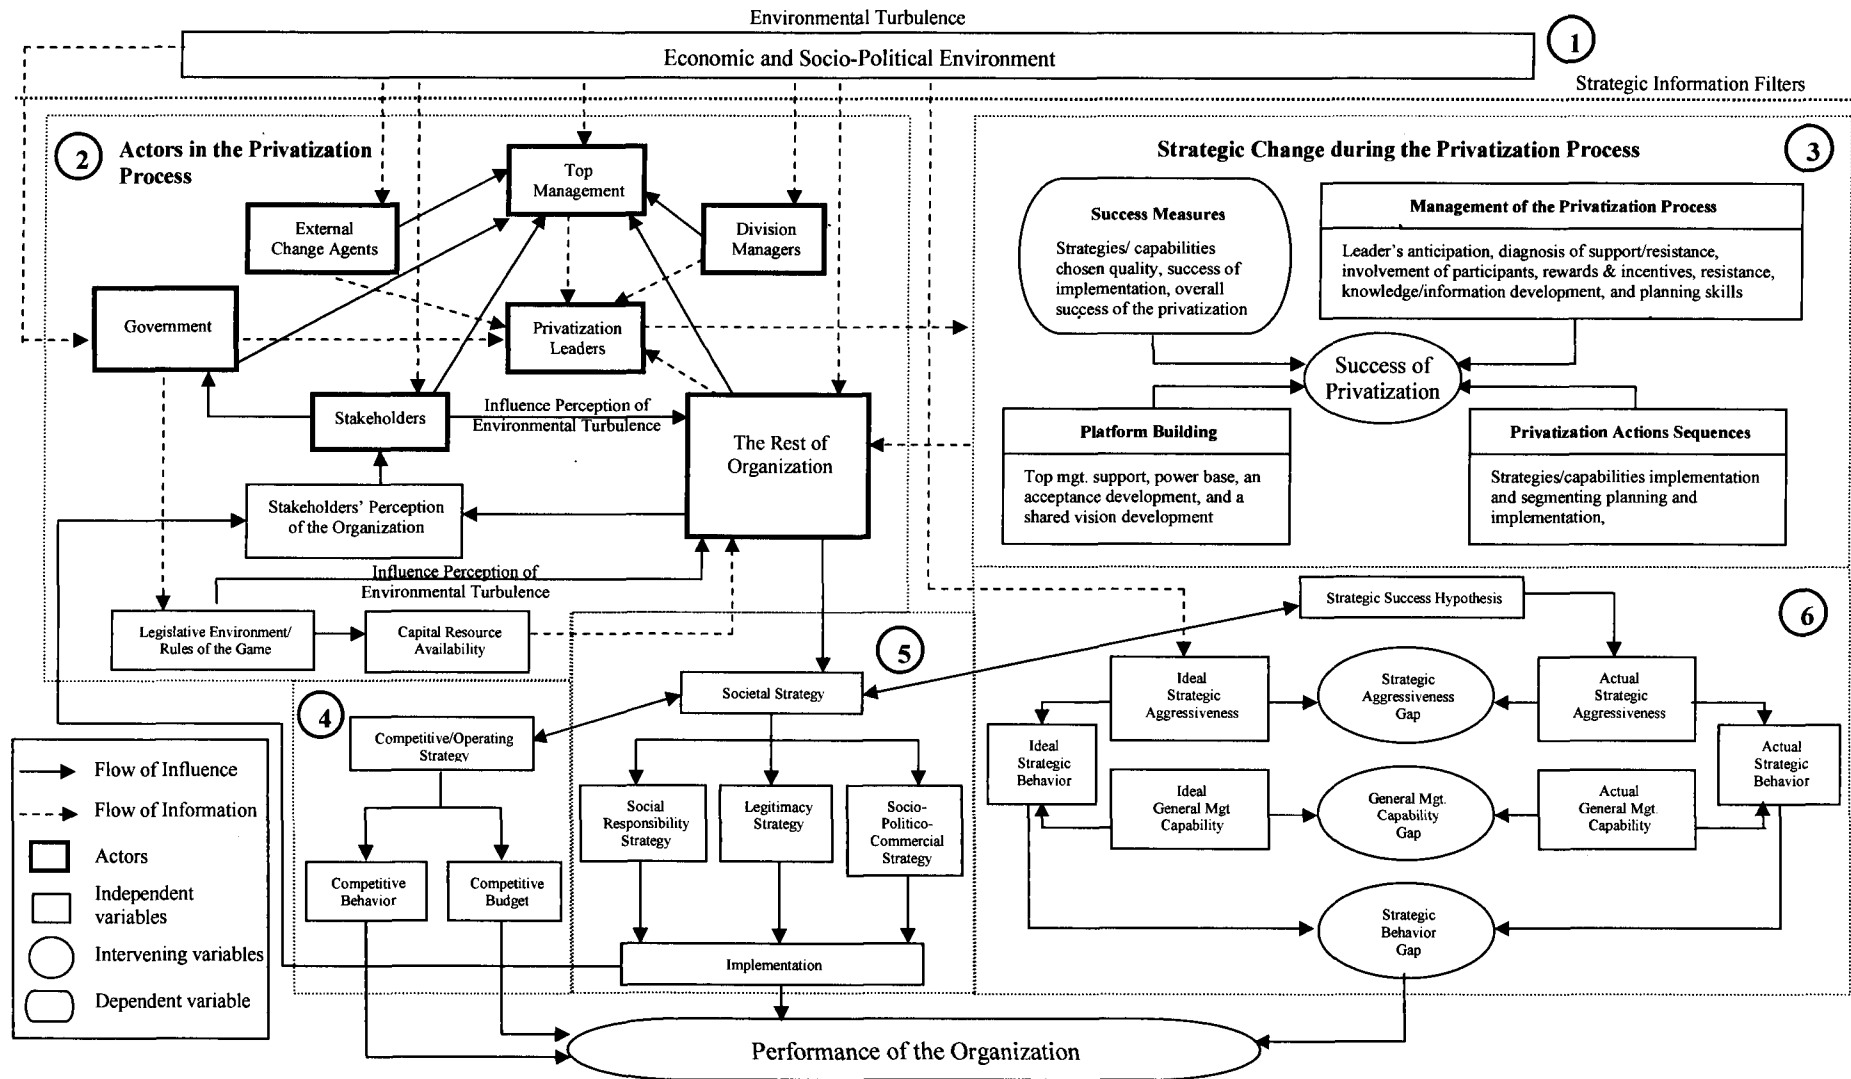 Environmental Turbulence
Economic and Socio-Political Environment
1
Strategic Information Filters
2
Actors in the Privatization
Process
Top
Management
External
Change Agents
Division
Managers
Government
Privatization
Leaders
Stakeholders
Influence Perception of
Environmental Turbulence
The Rest of
Organization
Stakeholders' Perception
of the Organization
Influence Perception of
Environmental Turbulence
Legislative Environment/
Rules of the Game
Capital Resource
Availability
3
Strategic Change during the Privatization Process
Success Measures
Strategies/ capabilities
chosen quality, success of
implementation, overall
success of the privatization
Management of the Privatization Process
Leader's anticipation, diagnosis of support/resistance,
involvement of participants, rewards & incentives, resistance,
knowledge/information development, and planning skills
Success of
Privatization
Platform Building
Top mgt. support, power base, an
acceptance development, and a
shared vision development
Privatization Actions Sequences
Strategies/capabilities implementation
and segmenting planning and
implementation,
4
Competitive/Operating
Strategy
Competitive
Behavior
Competitive
Budget
5
Societal Strategy
Social
Responsibility
Strategy
Legitimacy
Strategy
Socio-
Politico-
Commercial
Strategy
Implementation
6
Strategic Success Hypothesis
Ideal
Strategic
Aggressiveness
Strategic
Aggressiveness
Gap
Actual
Strategic
Aggressiveness
Ideal
Strategic
Behavior
Actual
Strategic
Behavior
Ideal
General Mgt
Capability
General Mgt.
Capability
Gap
Actual
General Mgt.
Capability
Strategic
Behavior
Gap
Flow of Influence
Flow of Information
Actors
Independent
variables
Intervening variables
Dependent variable
Performance of the Organization